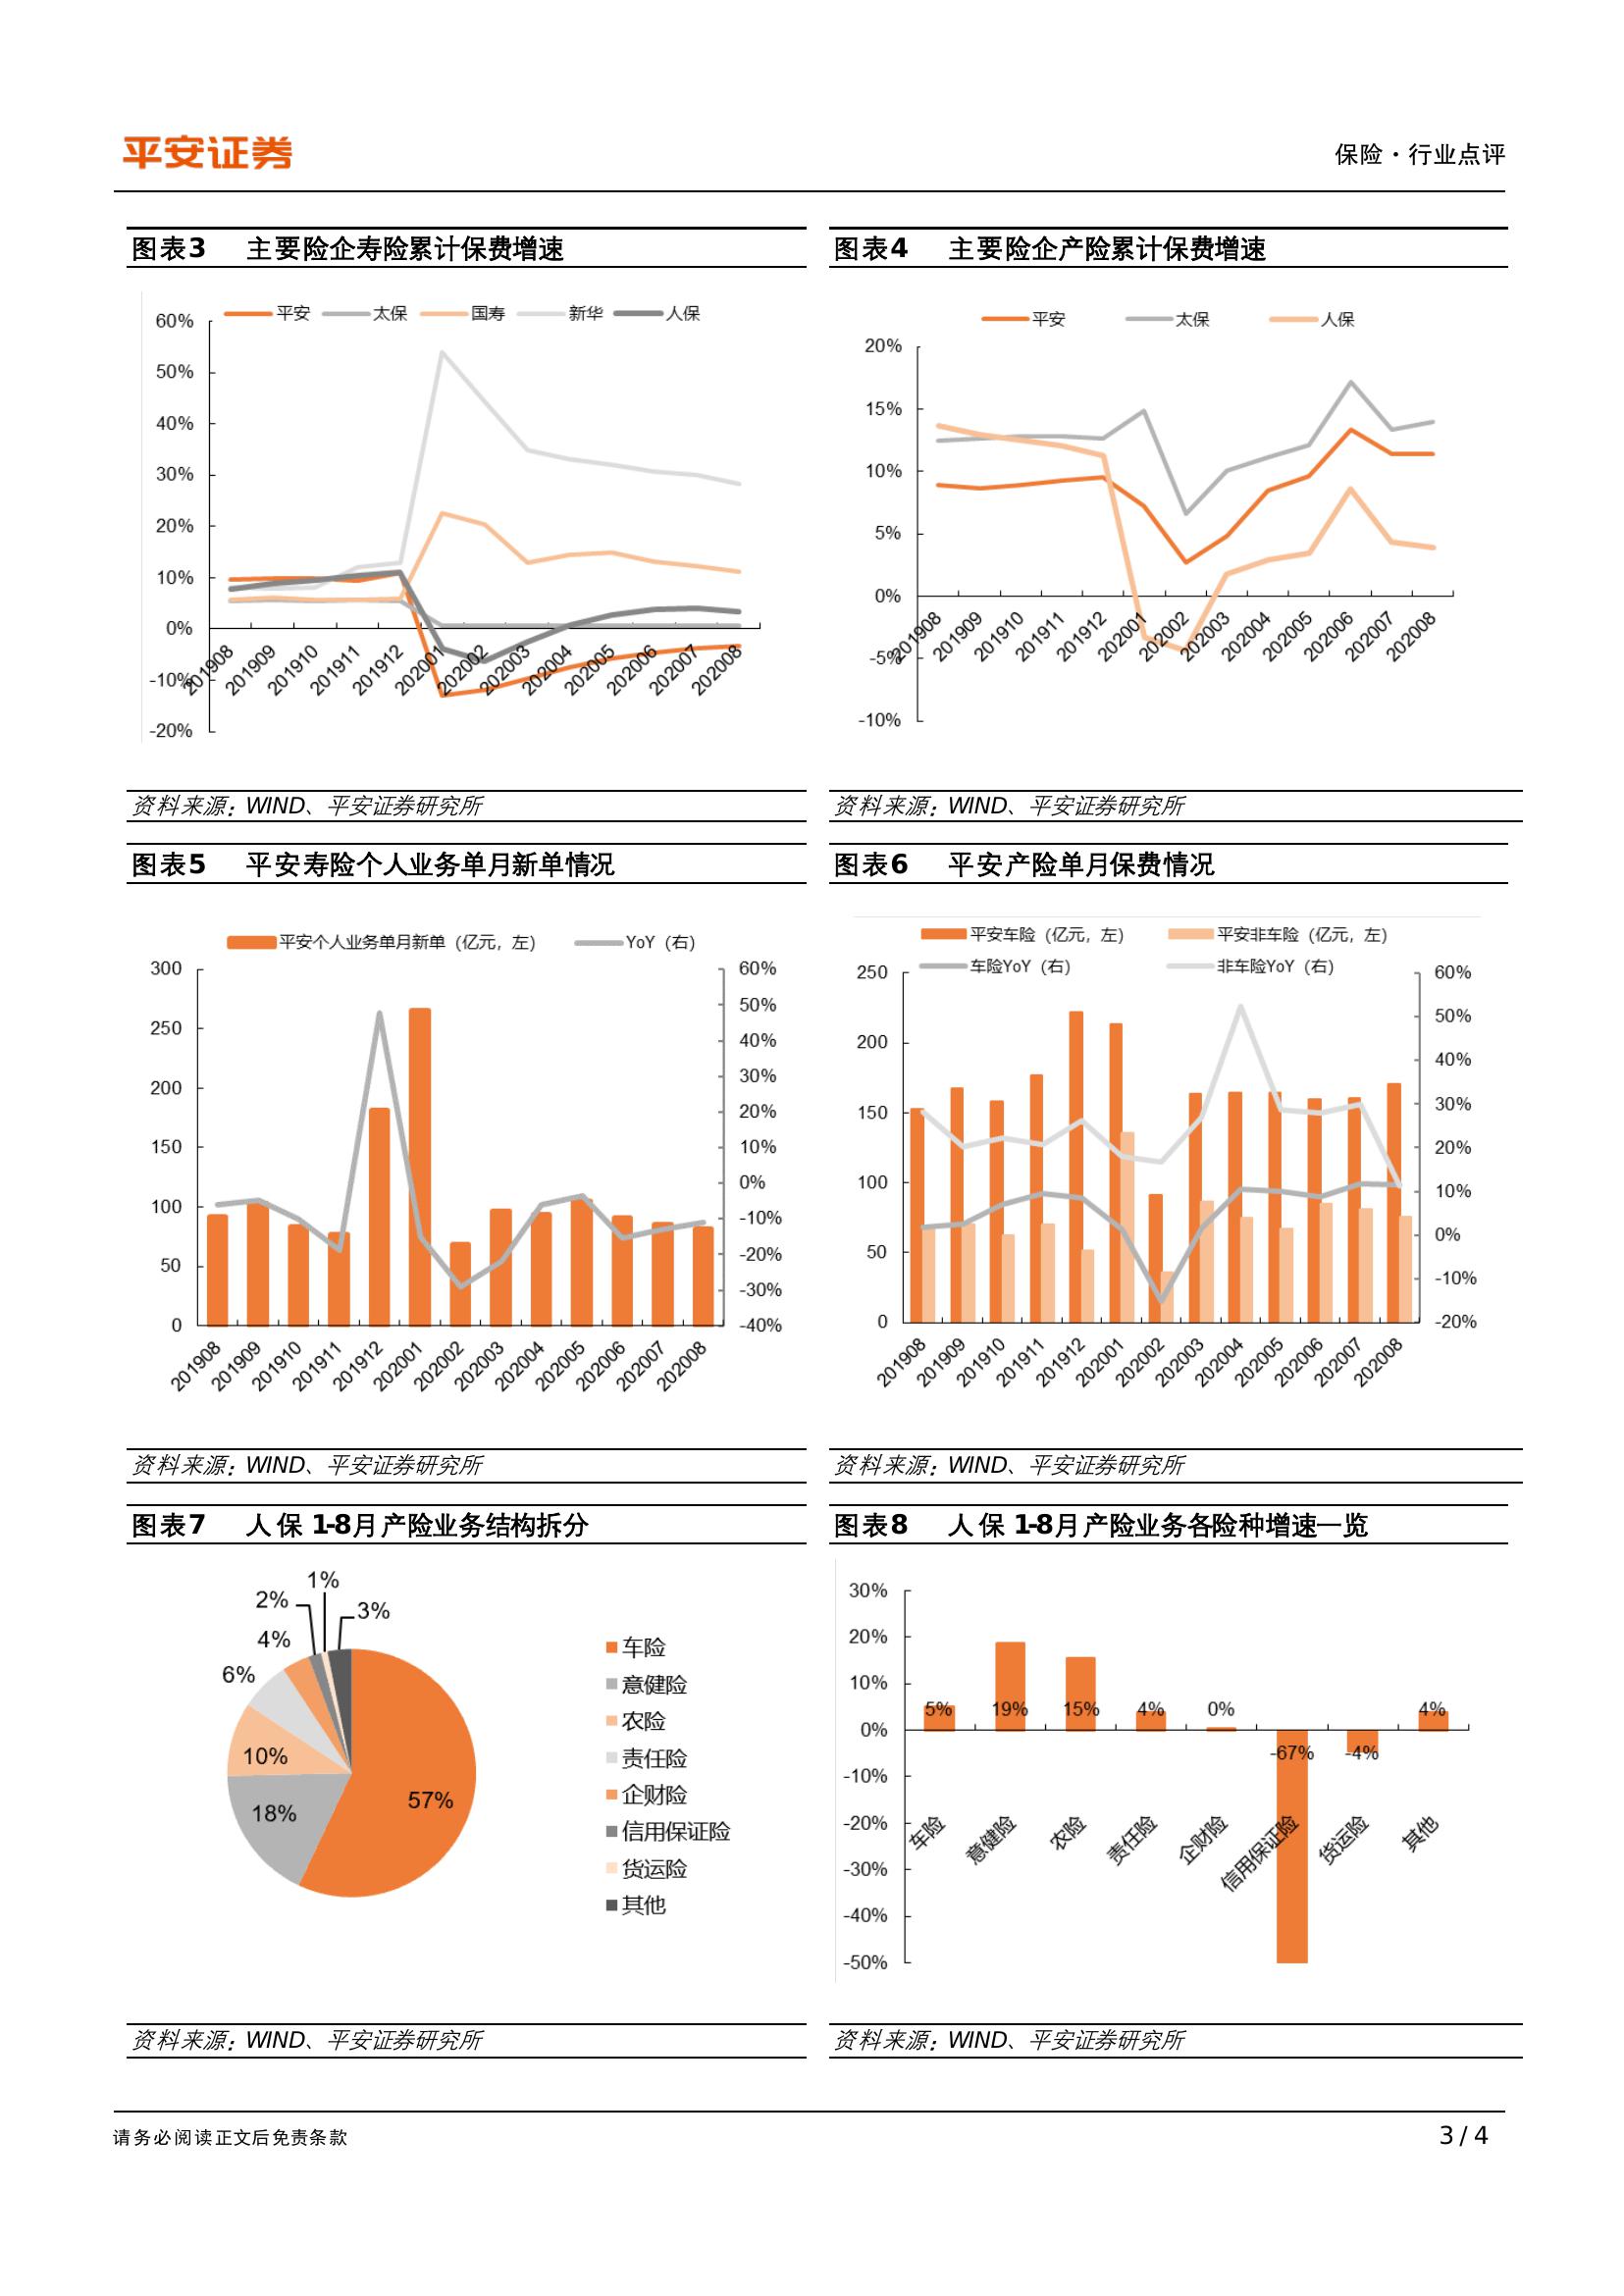 平安证券
保险·行业点评
图表3 主要险企寿险累计保费增速
平安 太保 国寿 新华 人保
60%
50%
40%
30%
20%
10%
0%
-10%
-20%
201908 201909 201910 201911 201912 202001 202002 202003 202004 202005 202006 202007 202008
资料来源：WIND、平安证券研究所
图表4 主要险企产险累计保费增速
平安 太保 人保
20%
15%
10%
5%
0%
-5%
-10%
201908 201909 201910 201911 201912 202001 202002 202003 202004 202005 202006 202007 202008
资料来源：WIND、平安证券研究所
图表5 平安寿险个人业务单月新单情况
平安个人业务单月新单（亿元，左） YoY（右）
300
250
200
150
100
50
0
60%
50%
40%
30%
20%
10%
0%
-10%
-20%
-30%
-40%
201908 201909 201910 201911 201912 202001 202002 202003 202004 202005 202006 202007 202008
资料来源：WIND、平安证券研究所
图表6 平安产险单月保费情况
平安车险（亿元，左） 平安非车险（亿元，左）
车险YoY（右） 非车险YoY（右）
250
200
150
100
50
0
60%
50%
40%
30%
20%
10%
0%
-10%
-20%
201908 201909 201910 201911 201912 202001 202002 202003 202004 202005 202006 202007 202008
资料来源：WIND、平安证券研究所
图表7 人保 1-8月产险业务结构拆分
1%
2%
3%
4%
6%
10%
18%
57%
车险
意健险
农险
责任险
企财险
信用保证险
货运险
其他
资料来源：WIND、平安证券研究所
图表8 人保 1-8月产险业务各险种增速一览
30%
20%
10%
0%
-10%
-20%
-30%
-40%
-50%
5% 19% 15% 4% 0% -67% -4% 4%
车险 意健险 农险 责任险 企财险 信用保证险 货运险 其他
资料来源：WIND、平安证券研究所
请务必阅读正文后免责条款
3 / 4